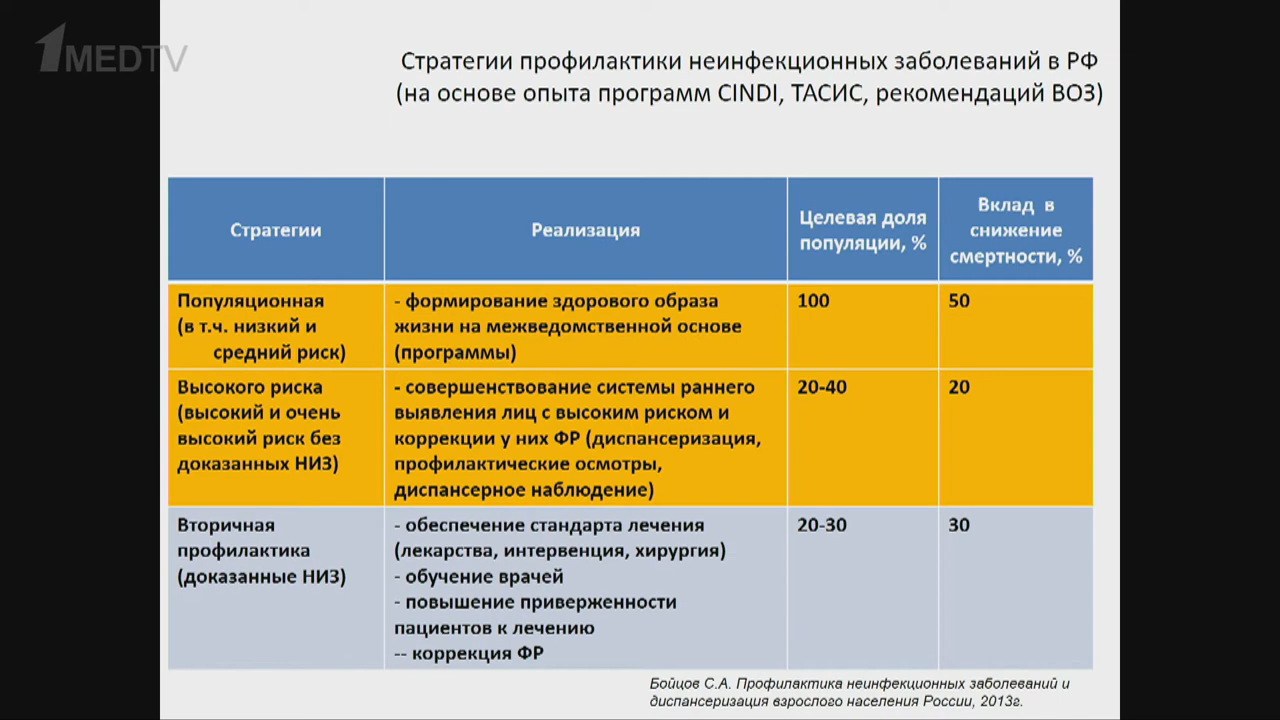 1MEDTV
Стратегии профилактики неинфекционных заболеваний в РФ
(на основе опыта программ CINDI, ТАСИС, рекомендаций ВОЗ)
Стратегии
Реализация
Целевая доля
популяции, %
Вклад в
снижение
смертности, %
Популяционная
(в т.ч. низкий и
средний риск)
- формирование здорового образа
жизни на межведомственной основе
(программы)
100
50
Высокого риска
(высокий и очень
высокий риск без
доказанных НИЗ)
- совершенствование системы раннего
выявления лиц с высоким риском и
коррекции у них ФР (диспансеризация,
профилактические осмотры,
диспансерное наблюдение)
20-40
20
Вторичная
профилактика
(доказанные НИЗ)
- обеспечение стандарта лечения
(лекарства, интервенция, хирургия)
- обучение врачей
- повышение приверженности
пациентов к лечению
-- коррекция ФР
20-30
30
Бойцов С.А. Профилактика неинфекционных заболеваний и
диспансеризация взрослого населения России, 2013г.